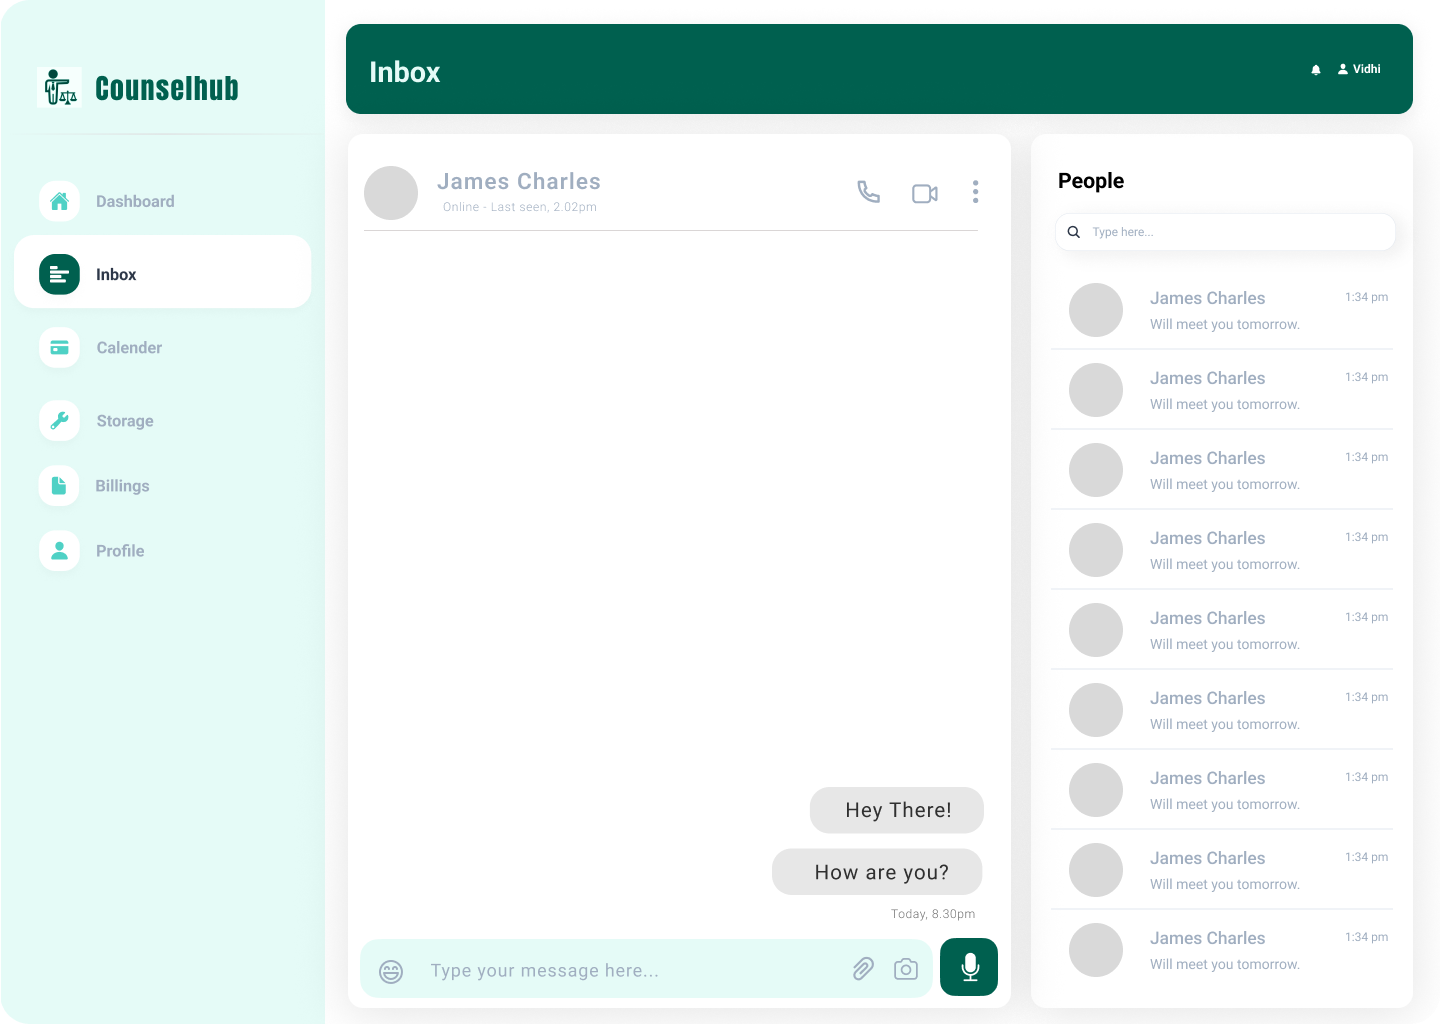 Counselhub
Dashboard
Inbox
Calender
Storage
Billings
Profile
Inbox
Vidhi
James Charles
Online - Last seen, 2.02pm
Hey There!
How are you?
Today, 8.30pm
Type your message here...
People
Type here...
James Charles 1:34 pm
Will meet you tomorrow.
James Charles 1:34 pm
Will meet you tomorrow.
James Charles 1:34 pm
Will meet you tomorrow.
James Charles 1:34 pm
Will meet you tomorrow.
James Charles 1:34 pm
Will meet you tomorrow.
James Charles 1:34 pm
Will meet you tomorrow.
James Charles 1:34 pm
Will meet you tomorrow.
James Charles 1:34 pm
Will meet you tomorrow.
James Charles 1:34 pm
Will meet you tomorrow.